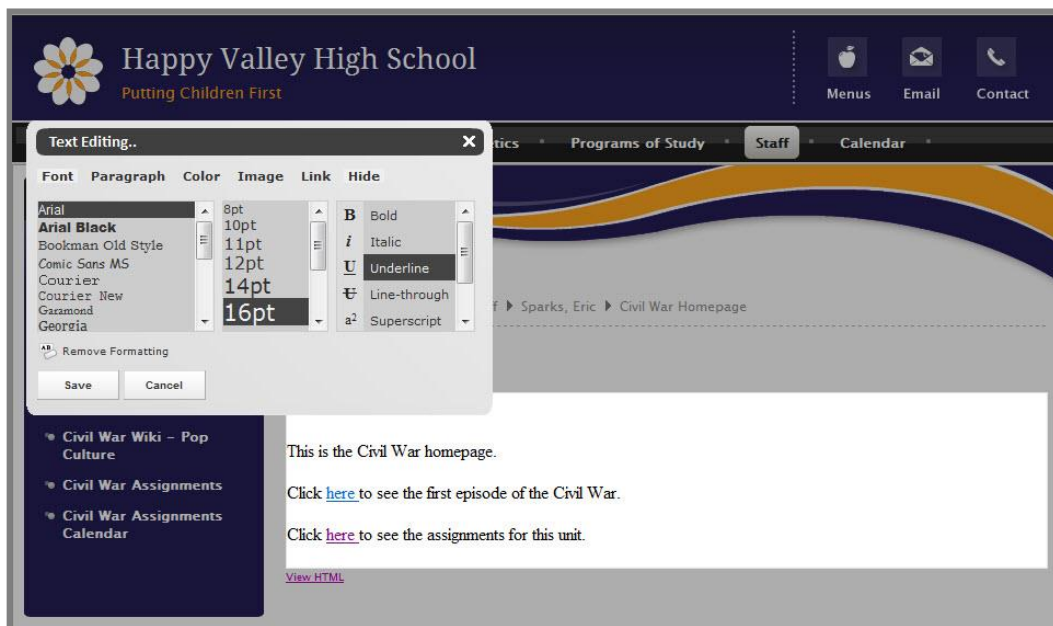 Happy Valley High School
Putting Children First
Menus Email Contact
Text Editing..
tics Programs of Study Staff Calendar
Font Paragraph Color Image Link Hide
Arial
Arial Black
Bookman Old Style
Comic Sans MS
Courier
Courier New
Garamond
Georgia
8pt
10pt
11pt
12pt
14pt
16pt
B Bold
i Italic
U Underline
U Line-through
a² Superscript
Remove Formatting
Save Cancel
f Sparks, Eric Civil War Homepage
Civil War Wiki – Pop
Culture
Civil War Assignments
Civil War Assignments
Calendar
This is the Civil War homepage.
Click here to see the first episode of the Civil War.
Click here to see the assignments for this unit.
View HTML